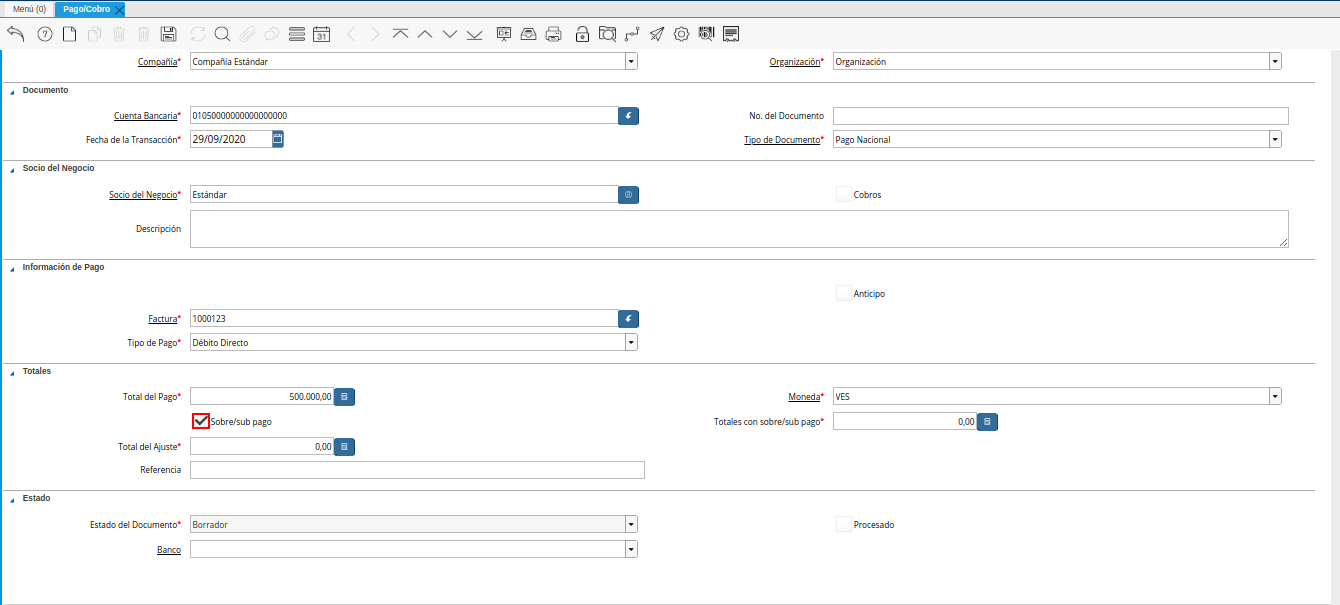 Menú (0) Pago/Cobro
31
Compañía* Compañía Estándar Organización* Organización
Documento
Cuenta Bancaria* 01050000000000000000 No. del Documento
Fecha de la Transacción* 29/09/2020 Tipo de Documento* Pago Nacional
Socio del Negocio
Socio del Negocio* Estándar Cobros
Descripción
Información de Pago
Anticipo
Factura* 1000123
Tipo de Pago* Débito Directo
Totales
Total del Pago* 500.000,00 Moneda* VES
Sobre/sub pago Totales con sobre/sub pago* 0,00
Total del Ajuste* 0,00
Referencia
Estado
Estado del Documento* Borrador Procesado
Banco